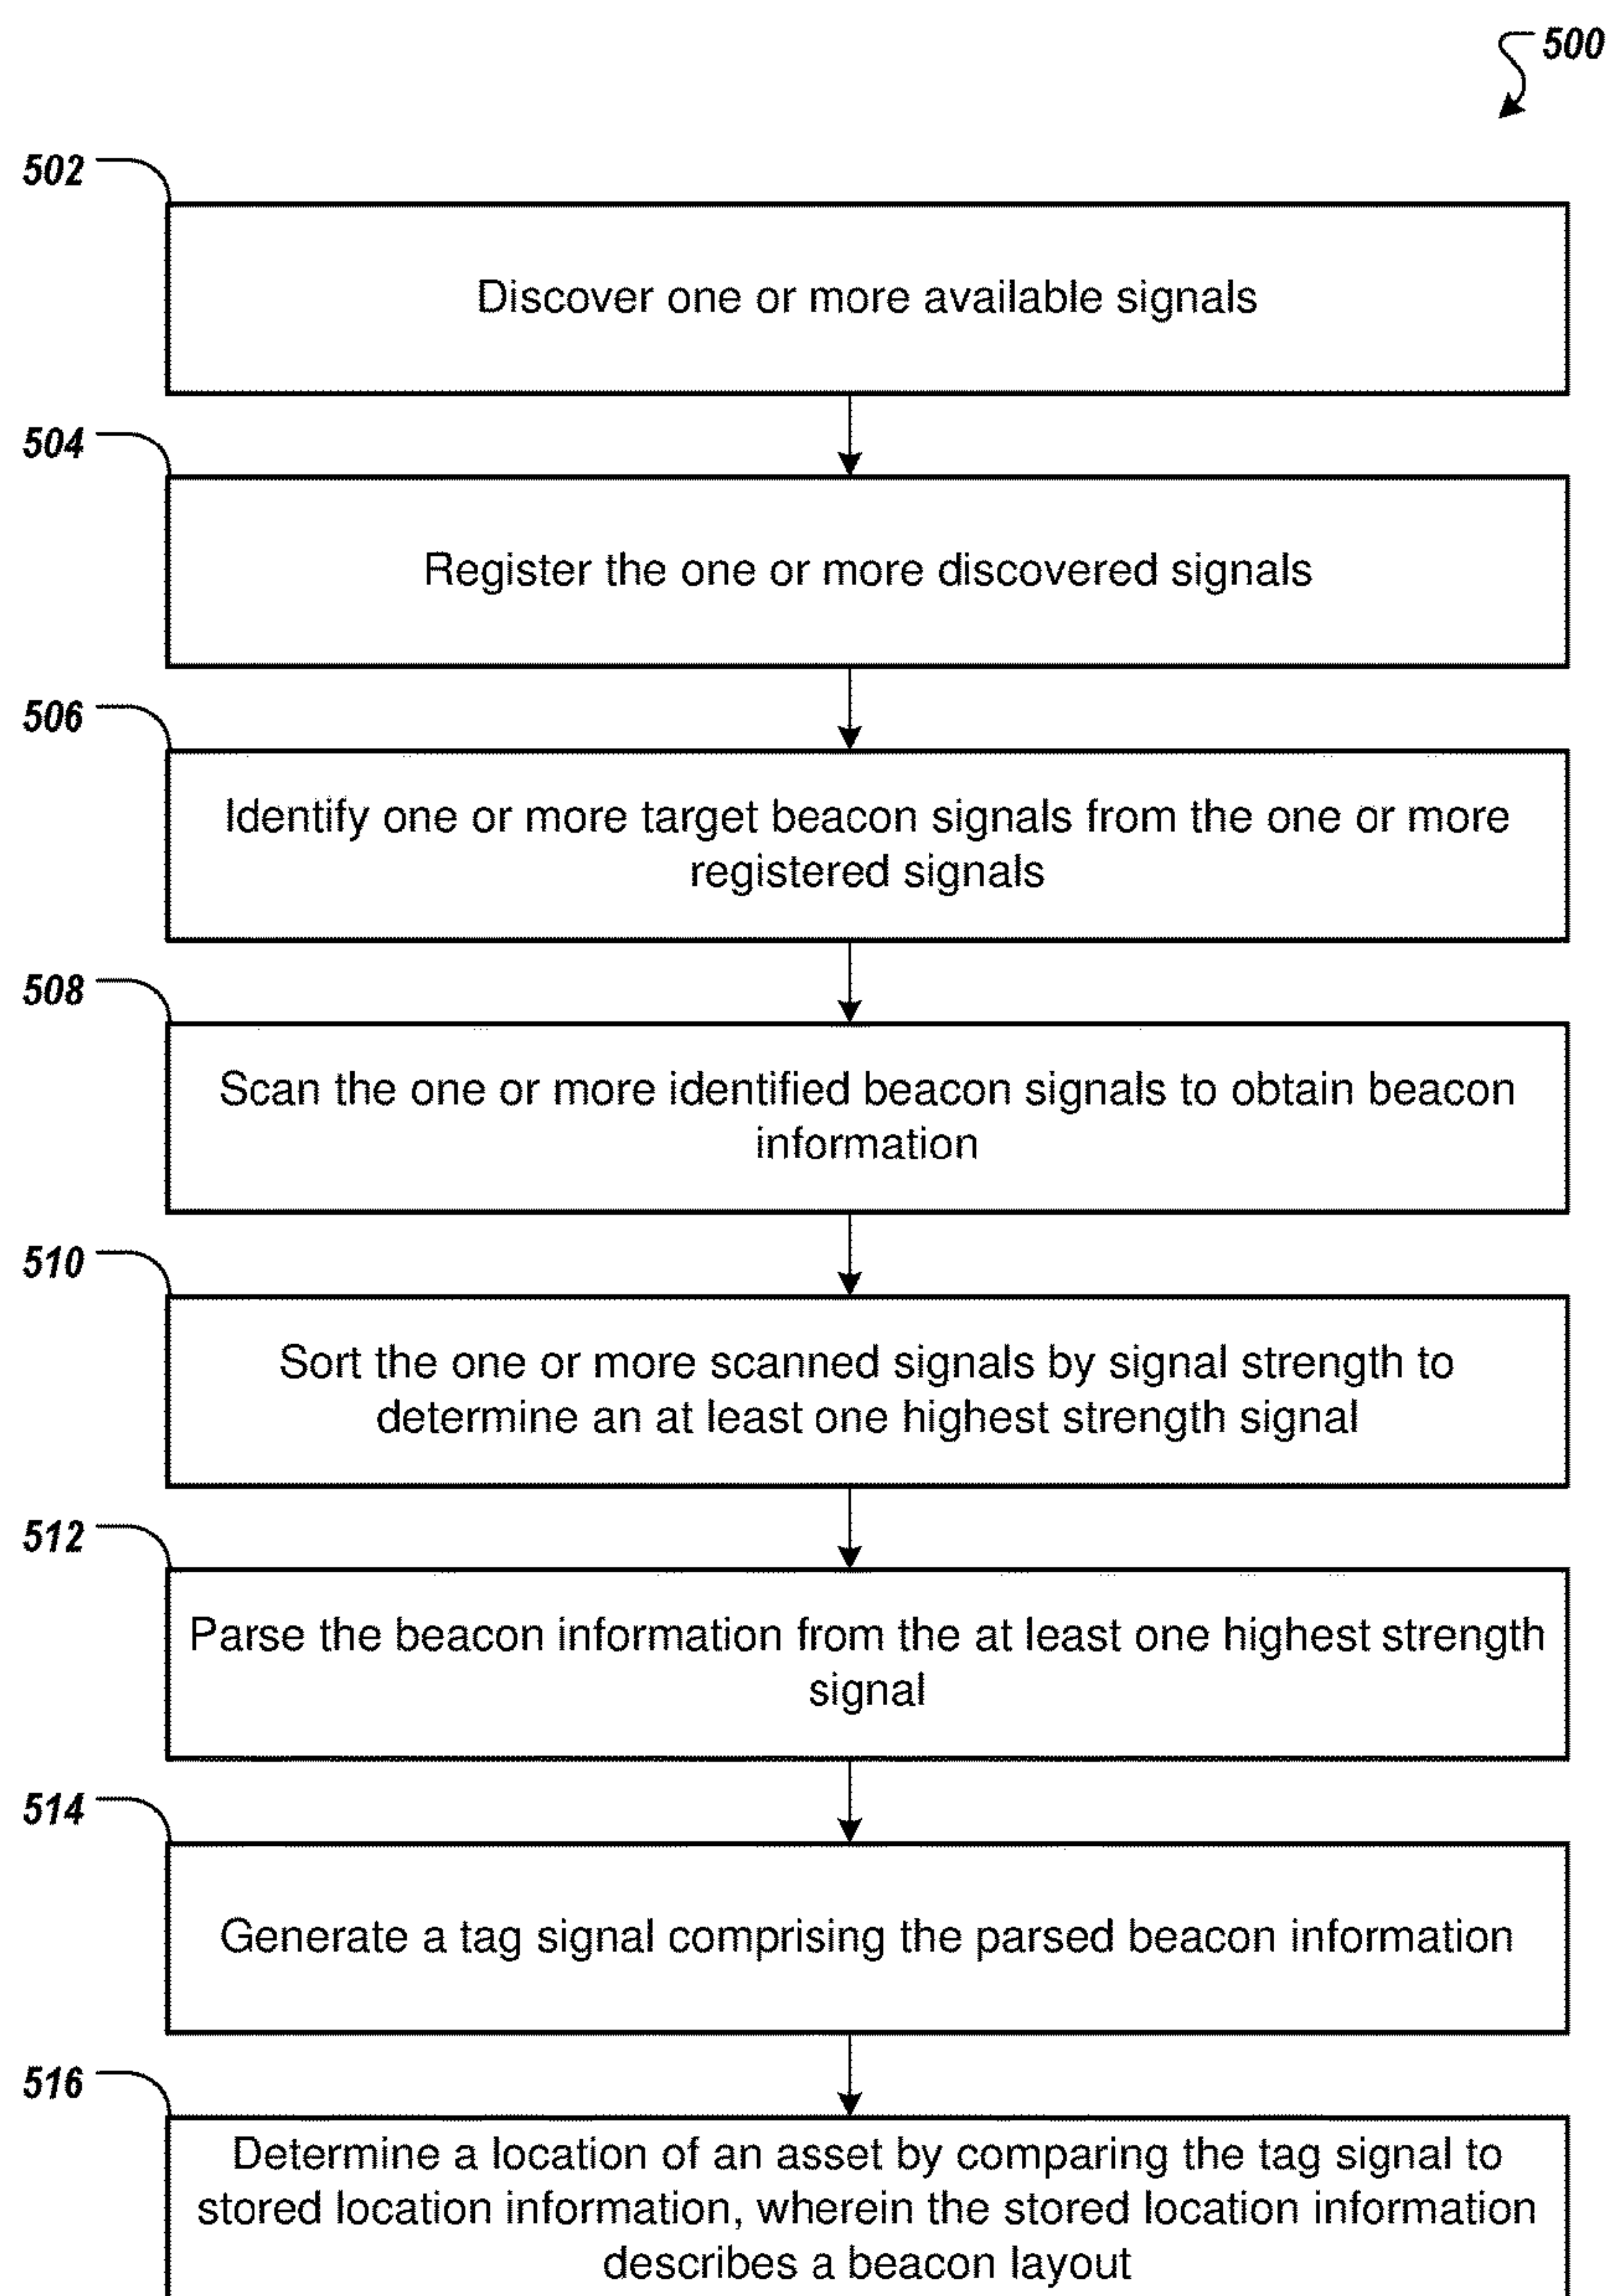 500
502
Discover one or more available signals
504
Register the one or more discovered signals
506
Identify one or more target beacon signals from the one or more
registered signals
508
Scan the one or more identified beacon signals to obtain beacon
information
510
Sort the one or more scanned signals by signal strength to
determine an at least one highest strength signal
512
Parse the beacon information from the at least one highest strength
signal
514
Generate a tag signal comprising the parsed beacon information
516
Determine a location of an asset by comparing the tag signal to
stored location information, wherein the stored location information
describes a beacon layout